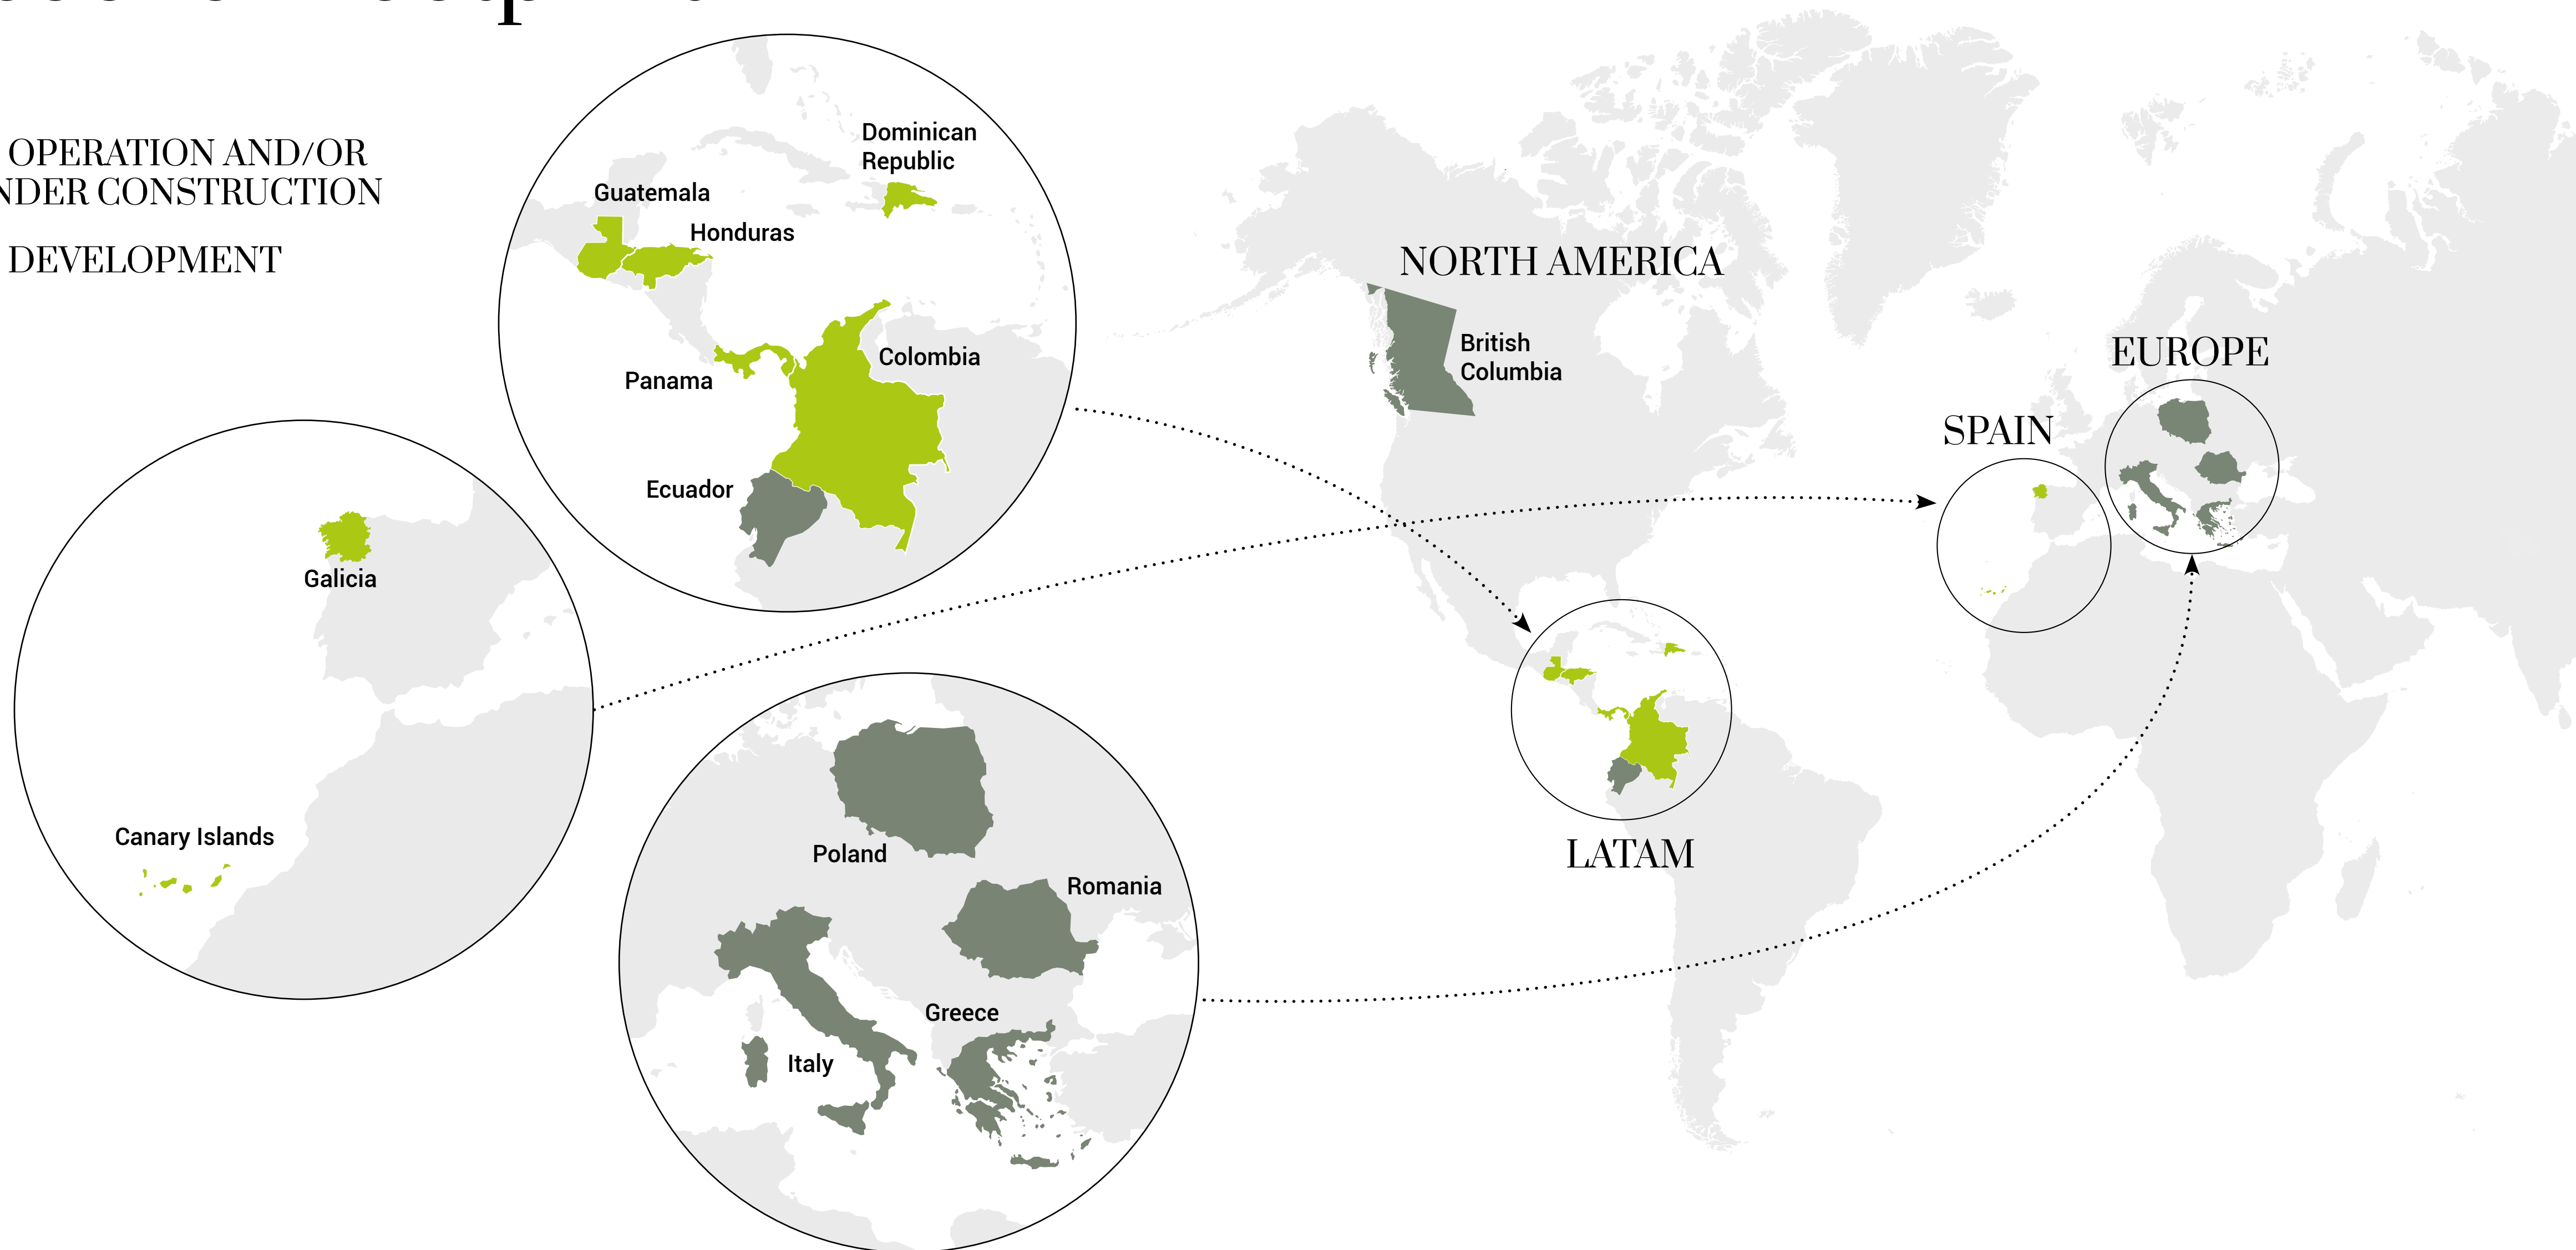 OPERATION AND/OR
NDER CONSTRUCTION
DEVELOPMENT
Dominican
Republic
Guatemala
Honduras
Colombia
Panama
Ecuador
Galicia
Canary Islands
Poland
Romania
Greece
Italy
NORTH AMERICA
British
Columbia
EUROPE
SPAIN
LATAM